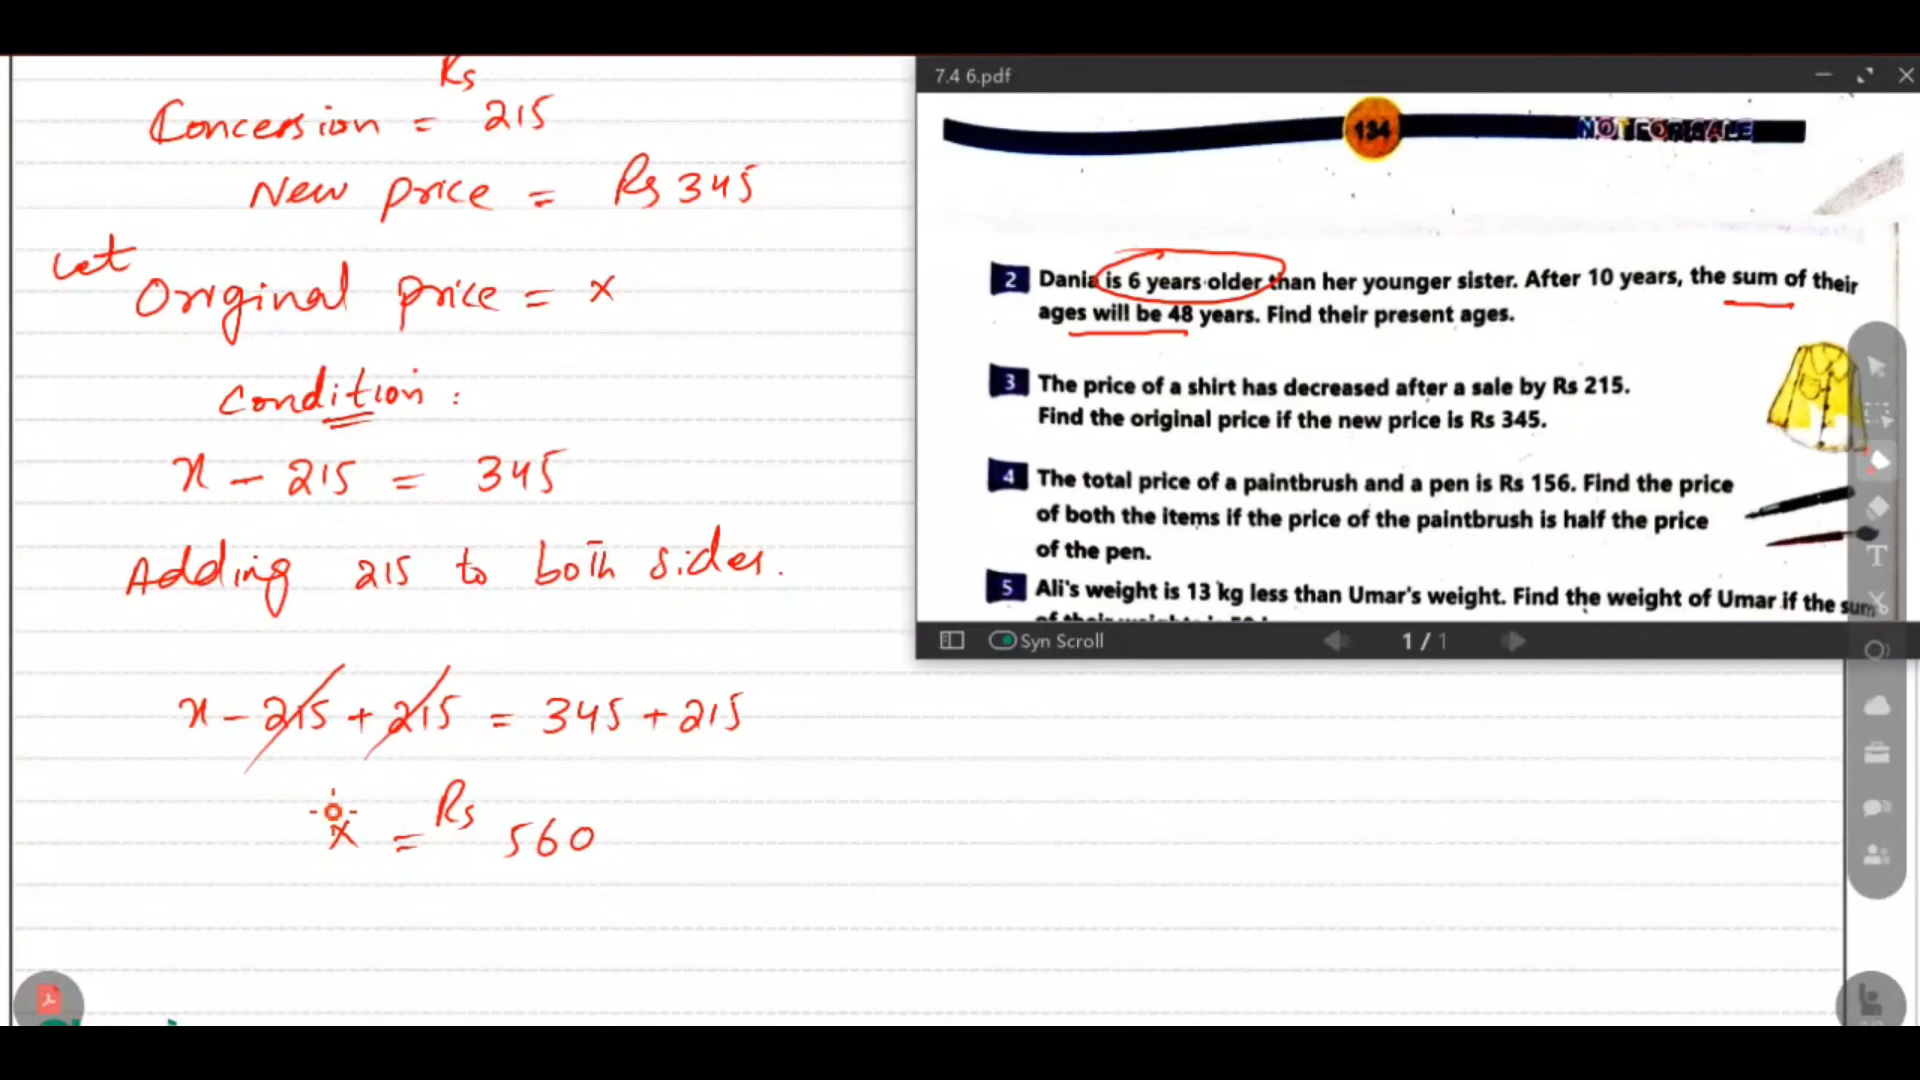 Rs
Concession = 215
New price = Rs 345
Let
Original price = x
Condition:
x - 215 = 345
Adding 215 to both sides.
x - 215 + 215 = 345 + 215
x = Rs 560
7.4 6.pdf
134
NOT FOR SALE
2 Dania is 6 years older than her younger sister. After 10 years, the sum of their
ages will be 48 years. Find their present ages.
3 The price of a shirt has decreased after a sale by Rs 215.
Find the original price if the new price is Rs 345.
4 The total price of a paintbrush and a pen is Rs 156. Find the price
of both the items if the price of the paintbrush is half the price
of the pen.
5 Ali's weight is 13 kg less than Umar's weight. Find the weight of Umar if the sum
Syn Scroll
1 / 1
T